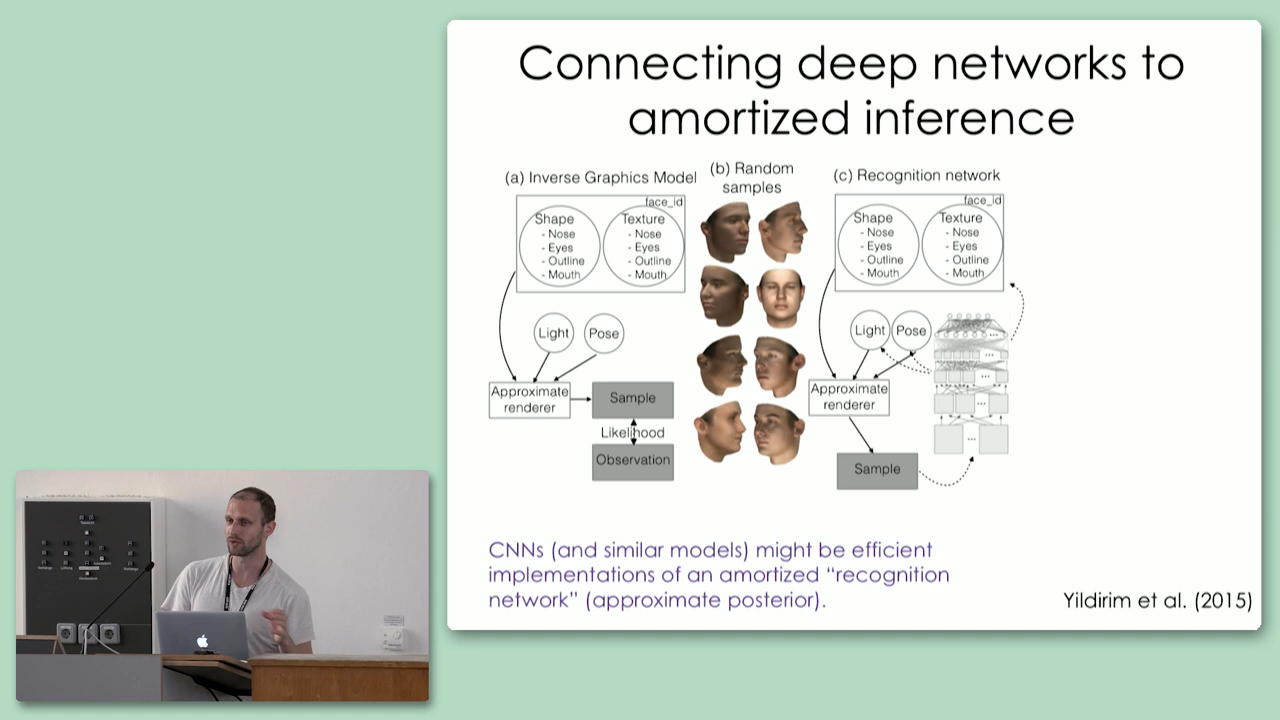 Connecting deep networks to
amortized inference
(a) Inverse Graphics Model
face_id
Shape
- Nose
- Eyes
- Outline
- Mouth
Texture
- Nose
- Eyes
- Outline
- Mouth
Light
Pose
Approximate
renderer
Sample
Likelihood
Observation
(b) Random
samples
(c) Recognition network
face_id
Shape
- Nose
- Eyes
- Outline
- Mouth
Texture
- Nose
- Eyes
- Outline
- Mouth
Light
Pose
Approximate
renderer
Sample
...
...
...
...
...
CNNs (and similar models) might be efficient
implementations of an amortized “recognition
network” (approximate posterior).
Yildirim et al. (2015)